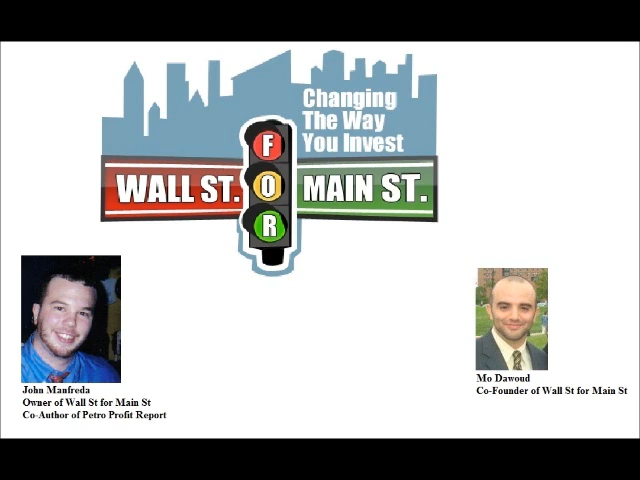 Changing
The Way
You Invest
WALL ST. FOR MAIN ST.
John Manfreda
Owner of Wall St for Main St
Co-Author of Petro Profit Report
Mo Dawoud
Co-Founder of Wall St for Main St